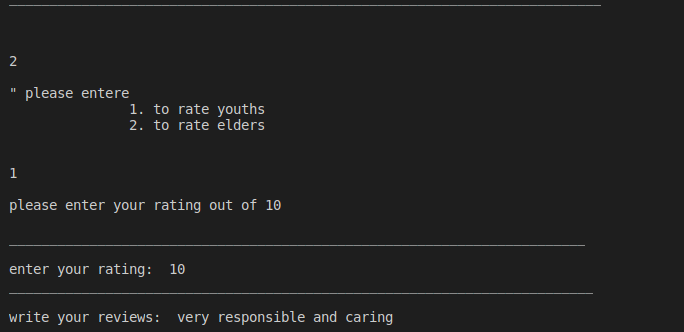 2
" please entere
1. to rate youths
2. to rate elders
1
please enter your rating out of 10
enter your rating:  10
write your reviews:  very responsible and caring